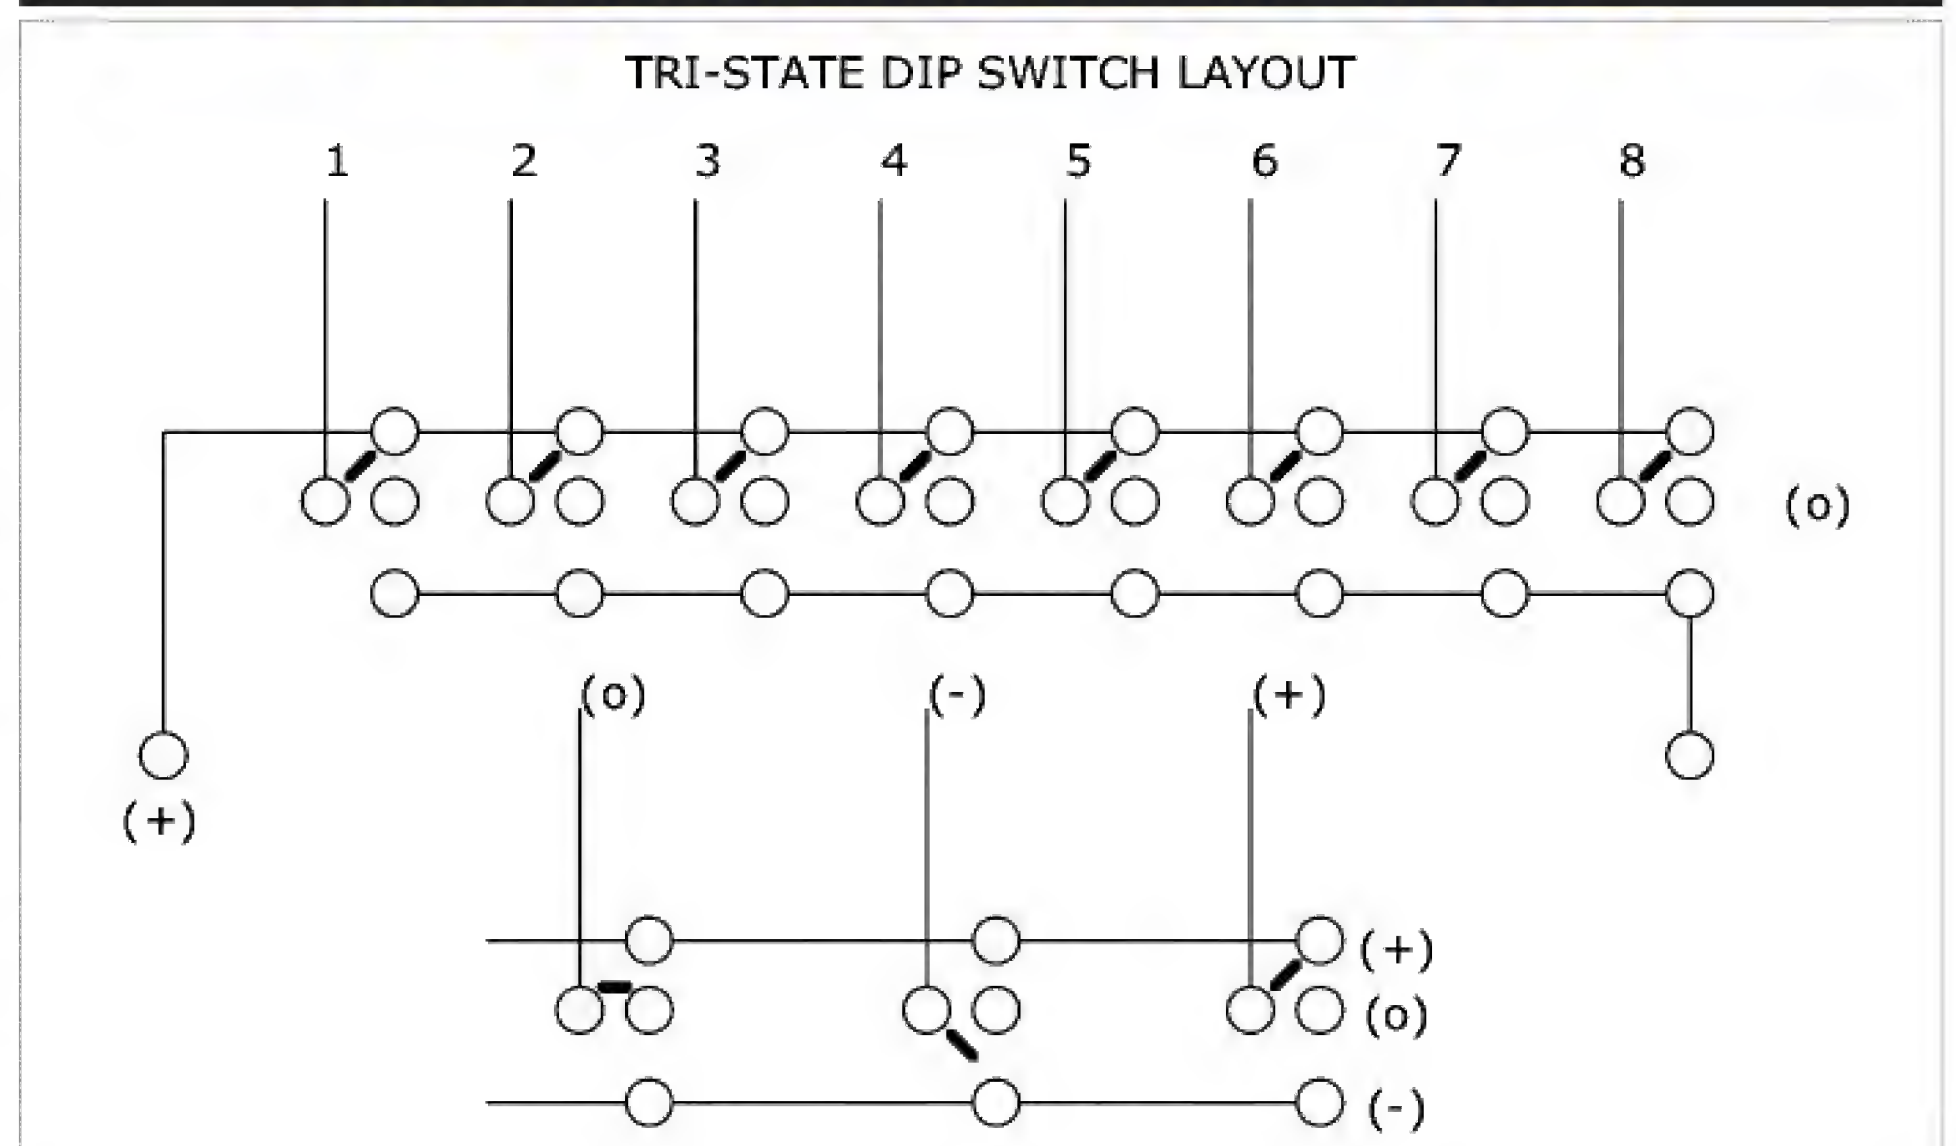 TRI-STATE DIP SWITCH LAYOUT
1 2 3 4 5 6 7 8
(o)
(o) (-) (+)
(+)
(+)
(o)
(-)